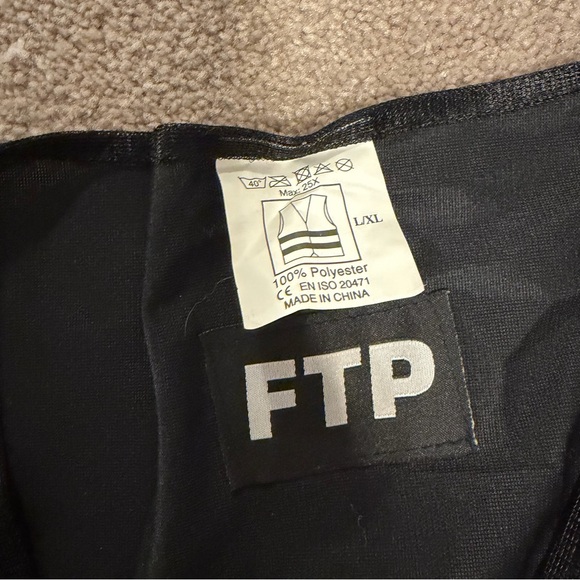 40°
Max: 25X
L/XL
100% Polyester
CE EN ISO 20471
MADE IN CHINA
FTP